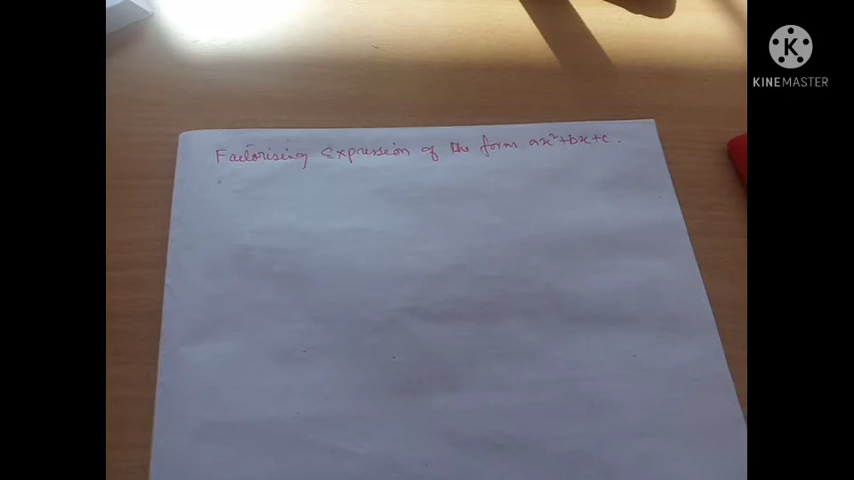 Factorising Expression of the form ax²+bx+c.
K
KINEMASTER